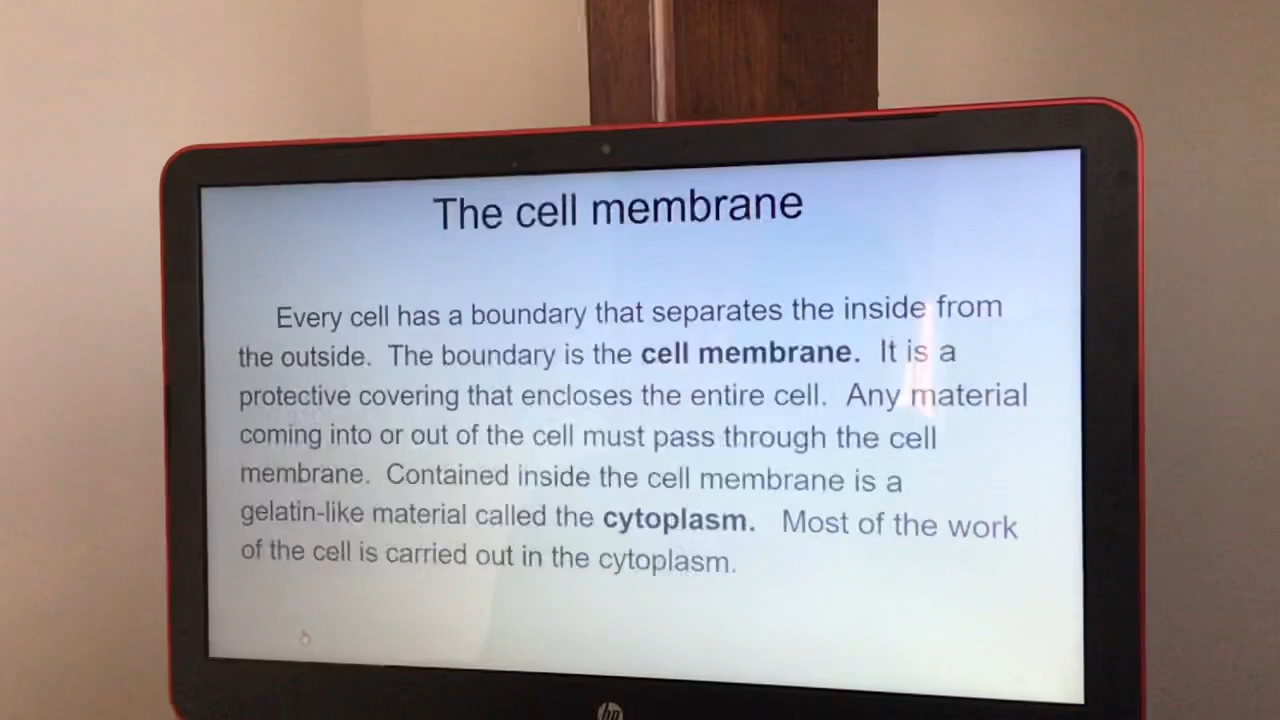 The cell membrane
Every cell has a boundary that separates the inside from
the outside. The boundary is the cell membrane. It is a
protective covering that encloses the entire cell. Any material
coming into or out of the cell must pass through the cell
membrane. Contained inside the cell membrane is a
gelatin-like material called the cytoplasm. Most of the work
of the cell is carried out in the cytoplasm.
hp